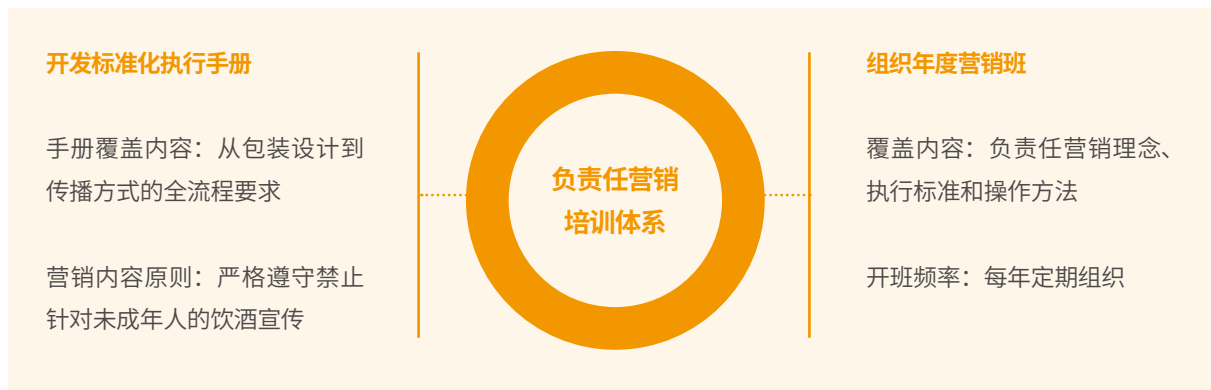 开发标准化执行手册
手册覆盖内容：从包装设计到
传播方式的全流程要求
营销内容原则：严格遵守禁止
针对未成年人的饮酒宣传
负责任营销
培训体系
组织年度营销班
覆盖内容：负责任营销理念、
执行标准和操作方法
开班频率：每年定期组织